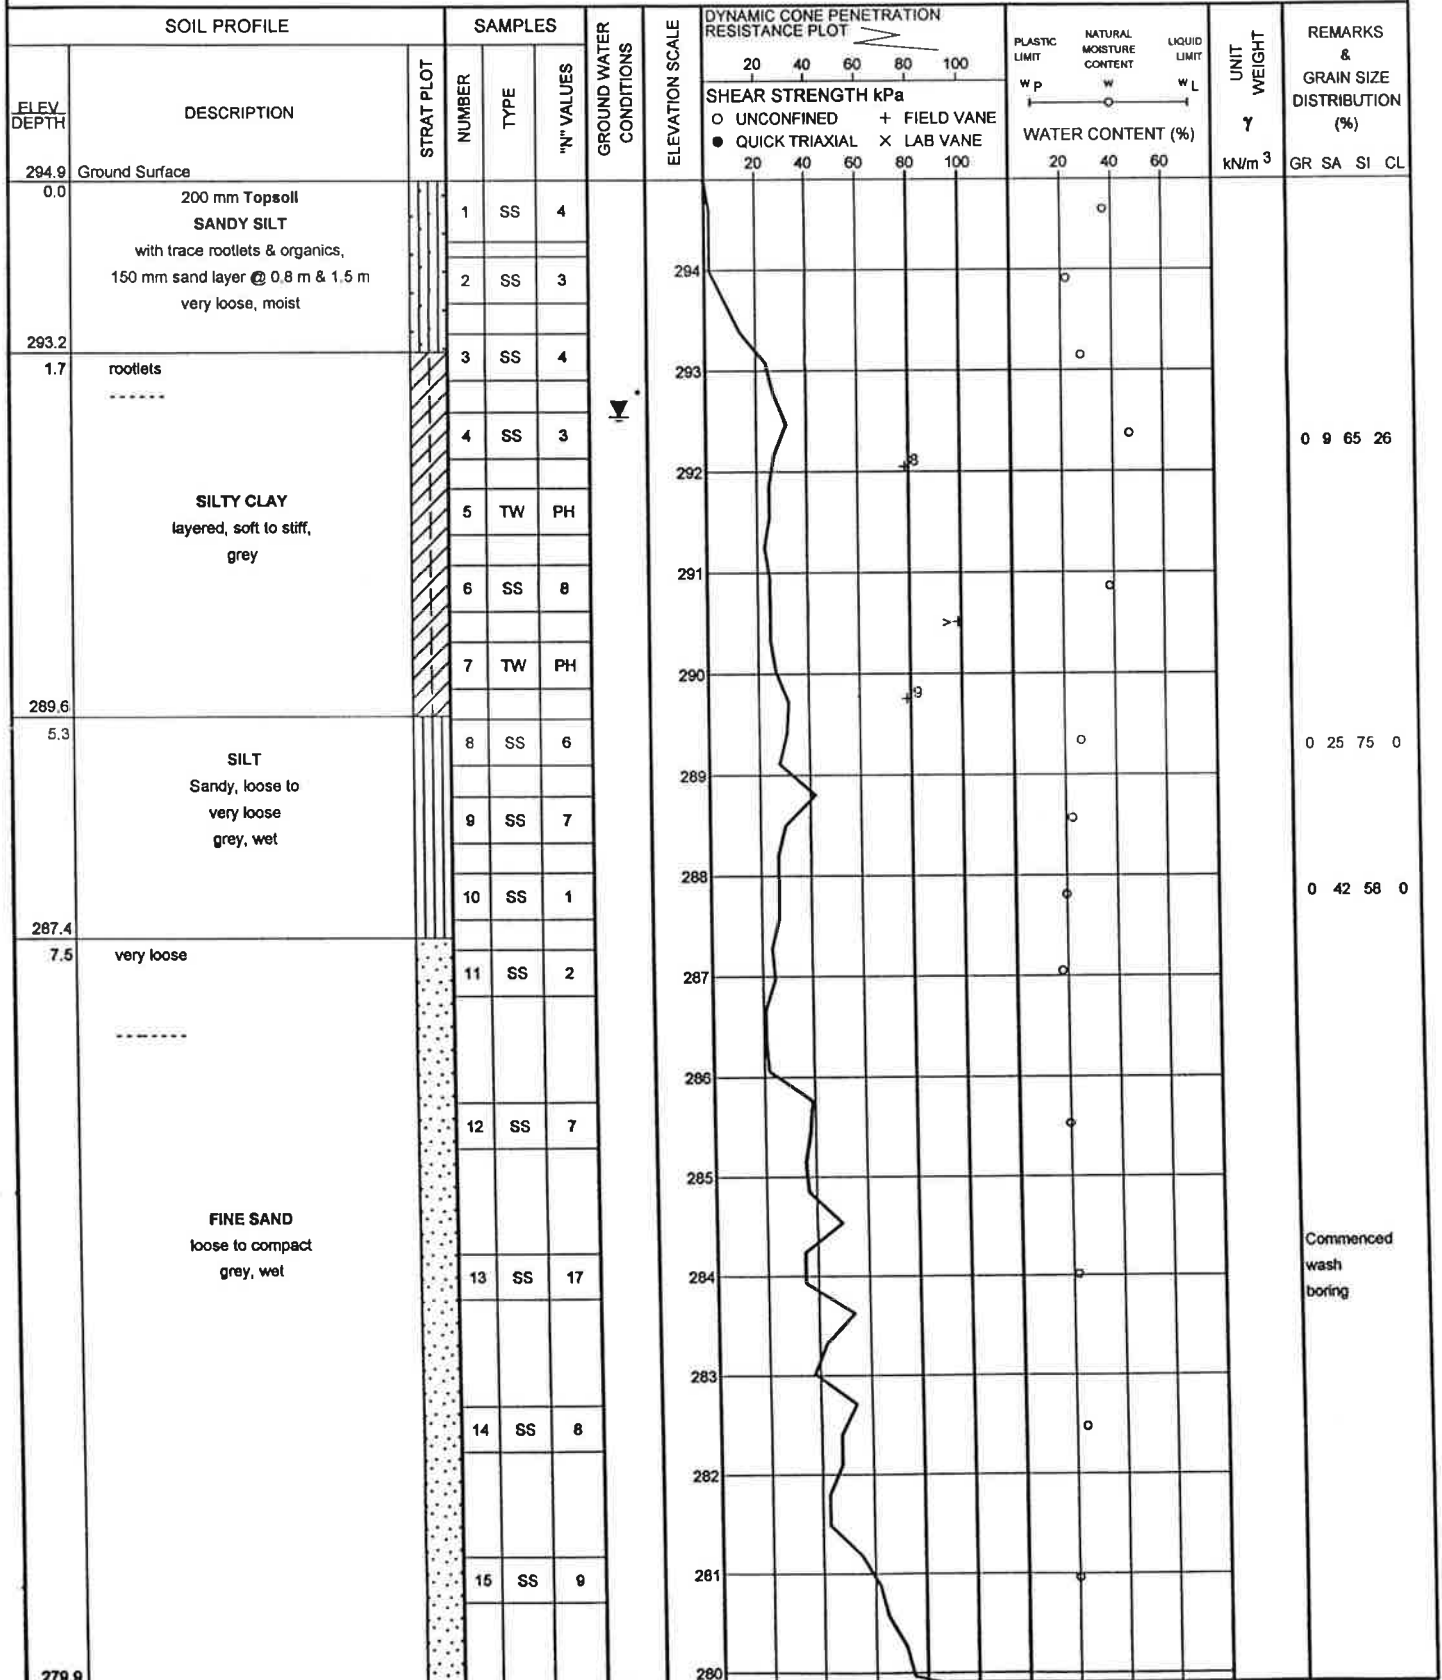 SOIL PROFILE
SAMPLES
GROUND WATER CONDITIONS
ELEVATION SCALE
DYNAMIC CONE PENETRATION
RESISTANCE PLOT
20 40 60 80 100
SHEAR STRENGTH kPa
O UNCONFINED + FIELD VANE
● QUICK TRIAXIAL × LAB VANE
20 40 60 80 100
PLASTIC LIMIT
NATURAL MOISTURE CONTENT
LIQUID LIMIT
W P
W
W L
WATER CONTENT (%)
20 40 60
UNIT WEIGHT
γ
kN/m 3
REMARKS
&
GRAIN SIZE
DISTRIBUTION
(%)
GR SA SI CL
ELEV
DEPTH
DESCRIPTION
STRAT PLOT
NUMBER
TYPE
"N" VALUES
294.9 Ground Surface
0.0
200 mm Topsoil
SANDY SILT
with trace rootlets & organics,
150 mm sand layer @ 0.8 m & 1.5 m
very loose, moist
1 SS 4
294
2 SS 3
293.2
1.7
rootlets
3 SS 4
293
*
4 SS 3
8
0 9 65 26
292
SILTY CLAY
layered, soft to stiff,
grey
5 TW PH
291
6 SS 8
>+
7 TW PH
290
9
289.6
5.3
8 SS 6
0 25 75 0
SILT
Sandy, loose to
very loose
grey, wet
289
9 SS 7
288
10 SS 1
0 42 58 0
287.4
7.5
very loose
11 SS 2
287
286
12 SS 7
285
FINE SAND
loose to compact
grey, wet
Commenced
wash
boring
13 SS 17
284
283
14 SS 8
282
15 SS 9
281
279.9
280